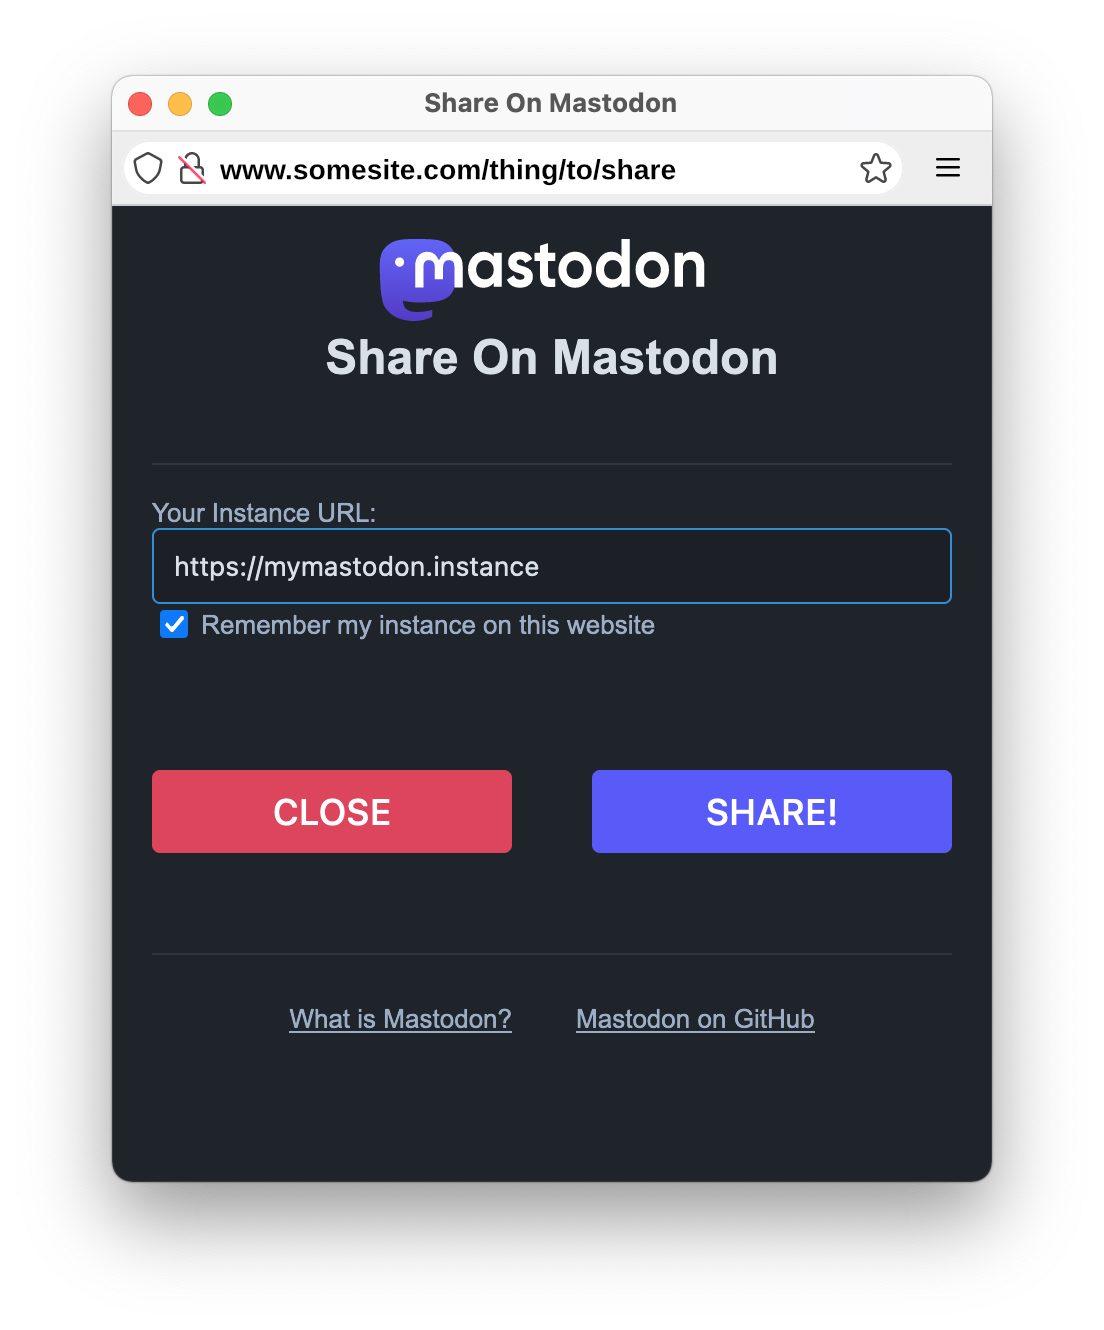 Share On Mastodon
www.somesite.com/thing/to/share
mastodon
Share On Mastodon
Your Instance URL:
https://mymastodon.instance
Remember my instance on this website
CLOSE SHARE!
What is Mastodon? Mastodon on GitHub